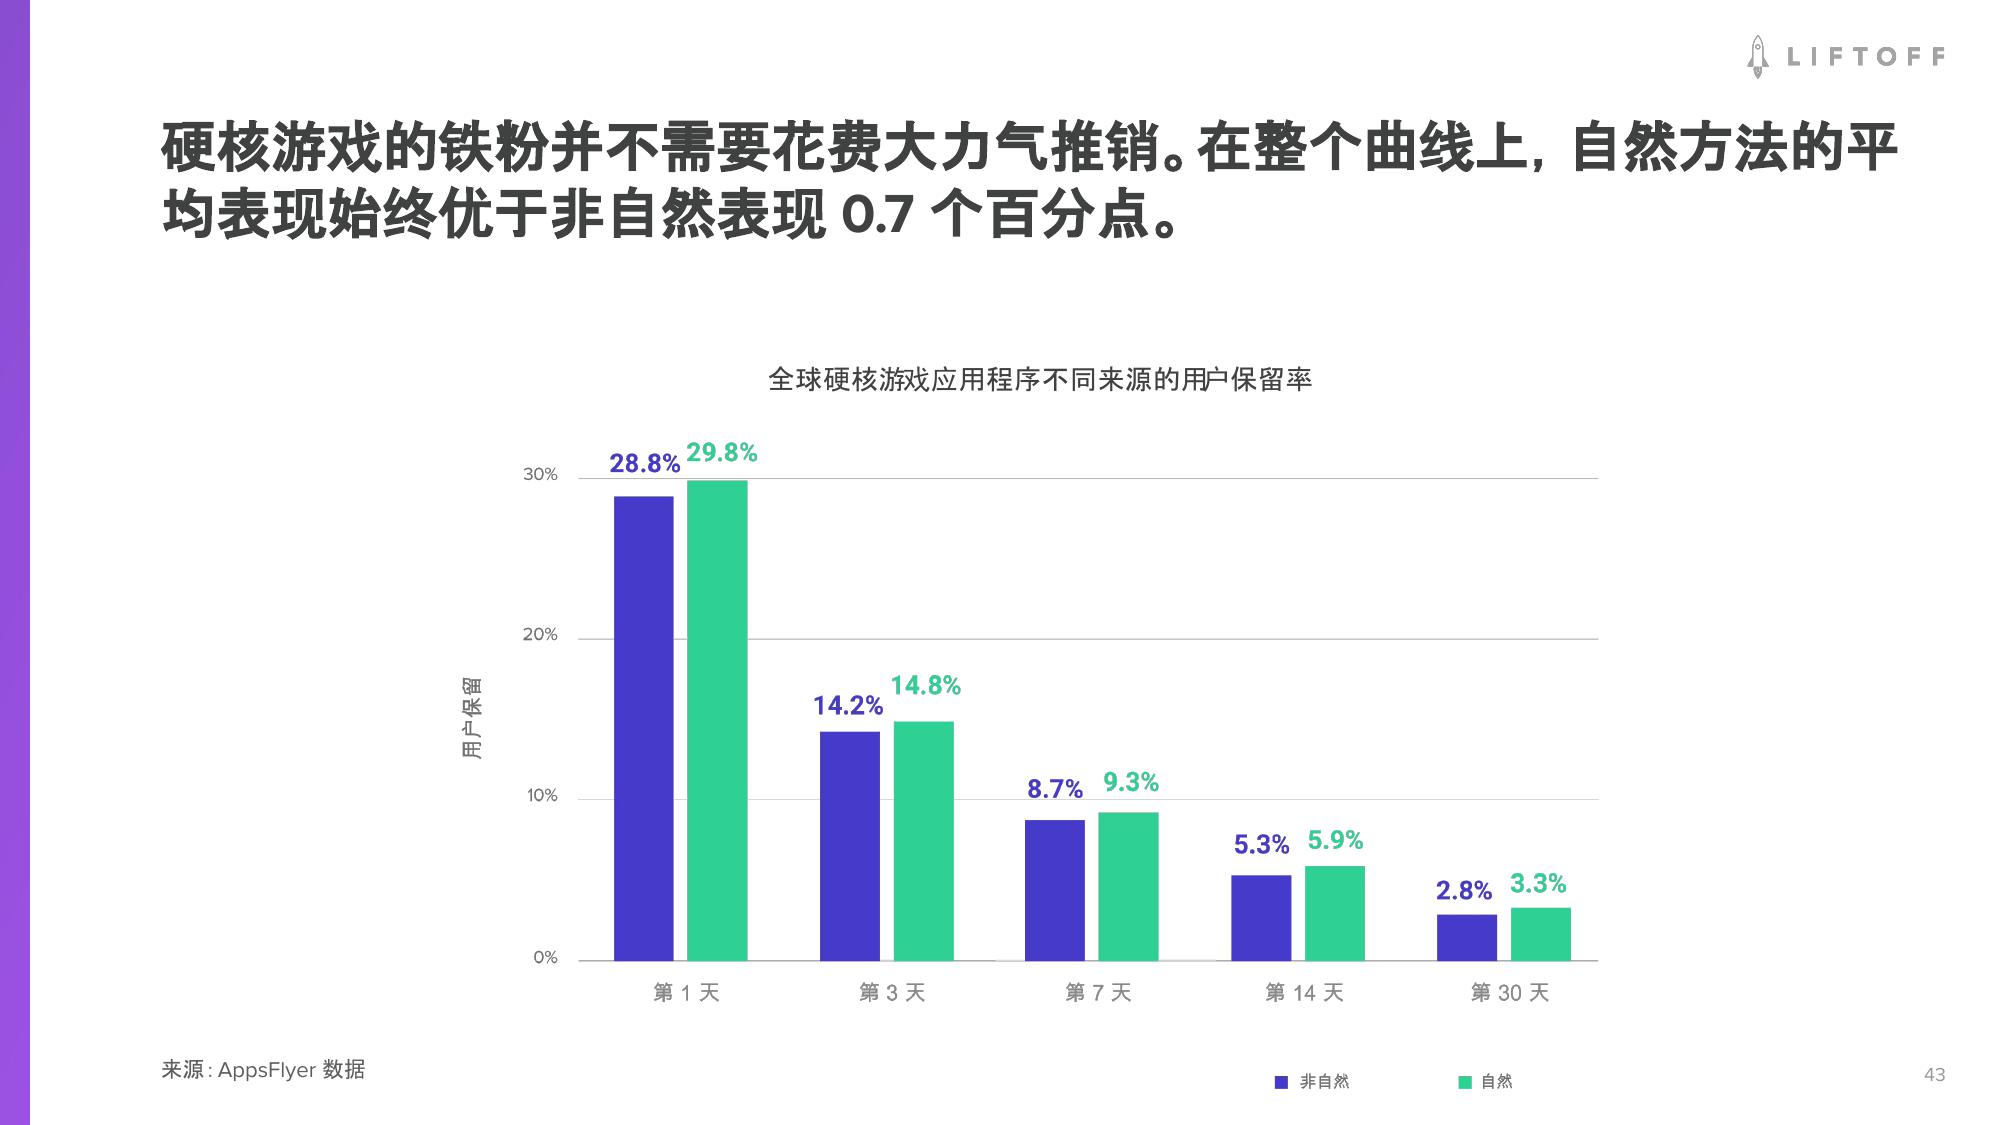 LIFTOFF
硬核游戏的铁粉并不需要花费大力气推销。在整个曲线上，自然方法的平
均表现始终优于非自然表现 0.7 个百分点。
全球硬核游戏应用程序不同来源的用户保留率
28.8% 29.8%
30%
20%
14.2% 14.8%
用户保留
8.7% 9.3%
10%
5.3% 5.9%
2.8% 3.3%
0%
第 1 天 第 3 天 第 7 天 第 14 天 第 30 天
来源: AppsFlyer 数据
非自然 自然
43